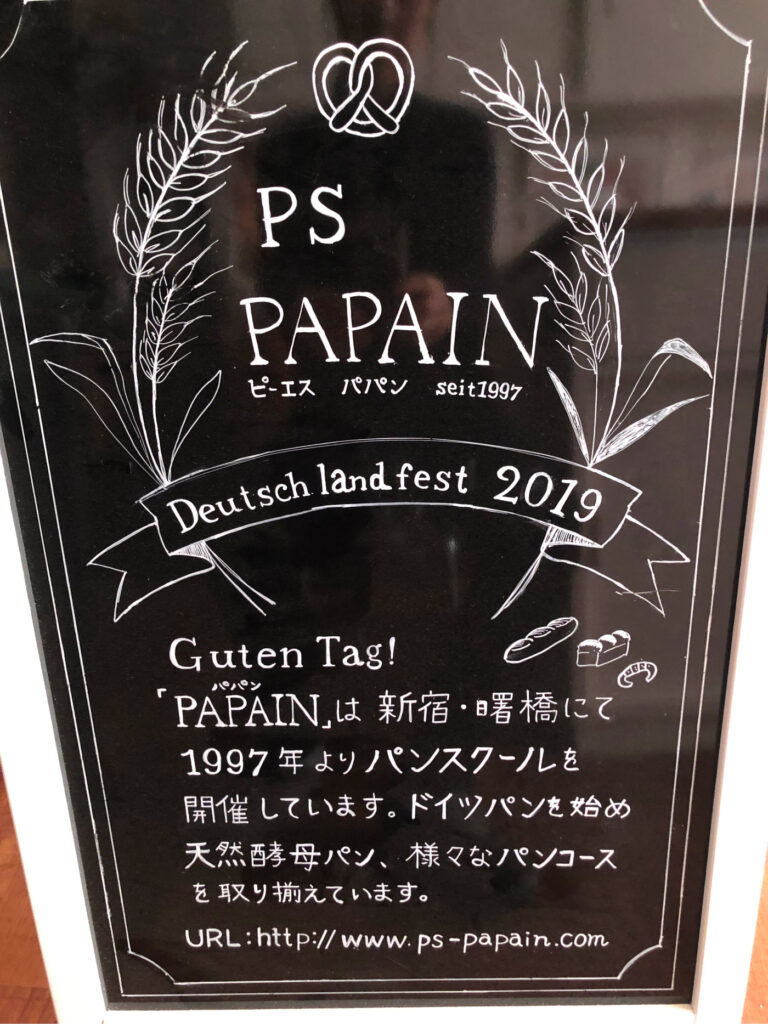 PS
PAPAIN
ピーエス パパン seit1997
Deutschlandfest 2019
Guten Tag!
パパン
「PAPAIN」は 新宿・曙橋にて
1997年よりパンスクールを
開催しています。ドイツパンを始め
天然酵母パン、様々なパンコース
を取り揃えています。
URL:http://www.ps-papain.com